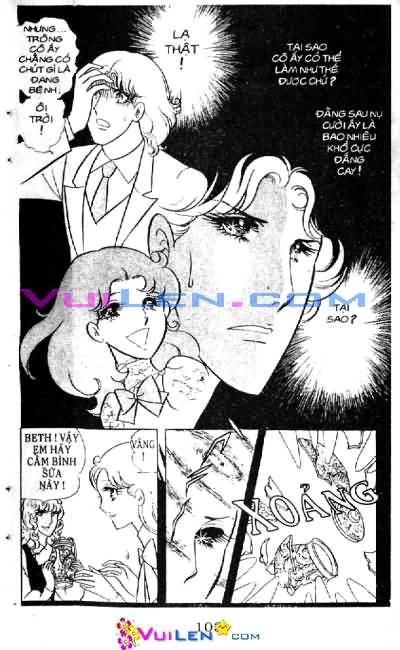 NHƯNG...
TRÔNG
CÔ ẤY
CHẲNG CÓ
CHÚT GÌ LÀ
ĐANG
BỆNH.
ÔI
TRỜI!
LẠ
THẬT
!
TẠI SAO
CÔ ẤY CÓ THỂ
LÀM NHƯ THẾ
ĐƯỢC CHỨ?
ĐẰNG SAU NỤ
CƯỜI ẤY LÀ
BAO NHIÊU
KHỔ CỰC
ĐẮNG
CAY!
VUILEN.COM
TẠI
SAO?
BETH! VẬY
EM HÃY
CẦM BÌNH
SỮA
NÀY!
VÂNG
XOẢNG
VUILEN.COM